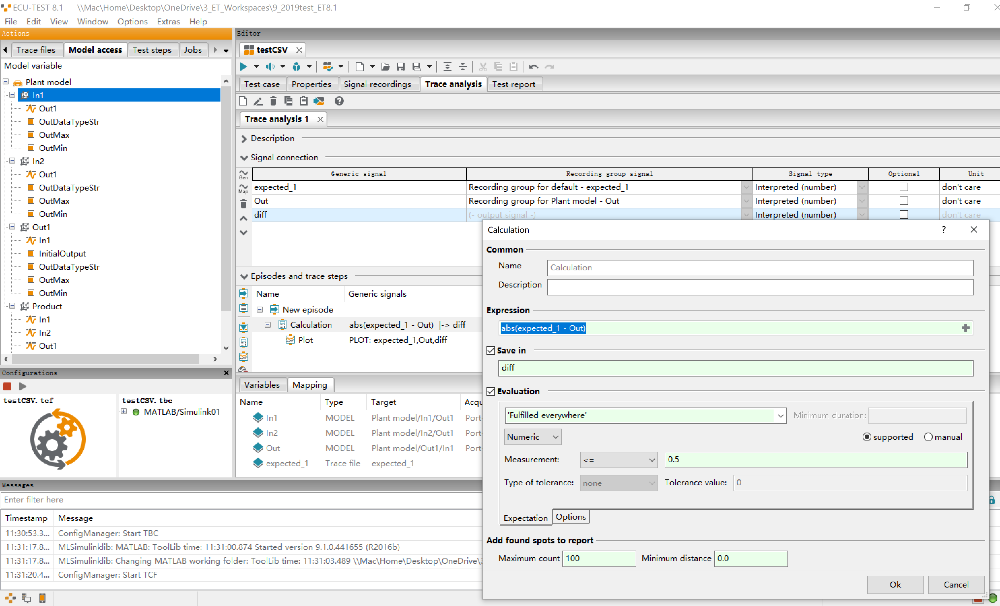 ECU-TEST 8.1 \\Mac\Home\Desktop\OneDrive\3_ET_Workspaces\9_2019test_ET8.1
File Edit View Window Options Extras Help
Actions
Trace files Model access Test steps Jobs
Model variable
Plant model
In1
Out1
OutDataTypeStr
OutMax
OutMin
In2
Out1
OutDataTypeStr
OutMax
OutMin
Out1
In1
InitialOutput
OutDataTypeStr
OutMax
OutMin
Product
In1
In2
Out1
Configurations
testCSV.tcf
testCSV.tbc
MATLAB/Simulink01
Editor
testCSV
Test case Properties Signal recordings Trace analysis Test report
Trace analysis 1
Description
Signal connection
Gen
Map
Generic signal Recording group signal Signal type Optional Unit
expected_1 Recording group for default - expected_1 Interpreted (number) don't care
Out Recording group for Plant model - Out Interpreted (number) don't care
diff (- output signal -) Interpreted (number) don't care
Episodes and trace steps
Name Generic signals
New episode
Calculation abs(expected_1 - Out) |-> diff
Plot PLOT: expected_1,Out,diff
Variables Mapping
Name Type Target Acqu
In1 MODEL Plant model/In1/Out1 Port-
In2 MODEL Plant model/In2/Out1 Port-
Out MODEL Plant model/Out1/In1 Port-
expected_1 Trace file expected_1
Calculation ?
Common
Name Calculation
Description
Expression
abs(expected_1 - Out)
Save in
diff
Evaluation
'Fulfilled everywhere' Minimum duration:
Numeric supported manual
Measurement: <= 0.5
Type of tolerance: none Tolerance value: 0
Expectation Options
Add found spots to report
Maximum count 100 Minimum distance 0.0
Ok Cancel
Messages
Enter filter here
Timestamp Message
11:30:53.3... ConfigManager: Start TBC
11:31:17.8... MLSimulinklib: MATLAB: ToolLib time: 11:31:00.874 Started version 9.1.0.441655 (R2016b)
11:31:17.8... MLSimulinklib: Changing MATLAB working folder: ToolLib time: 11:31:03.489 \\Mac\Home\Desktop\OneDrive\
11:31:20.4... ConfigManager: Start TCF